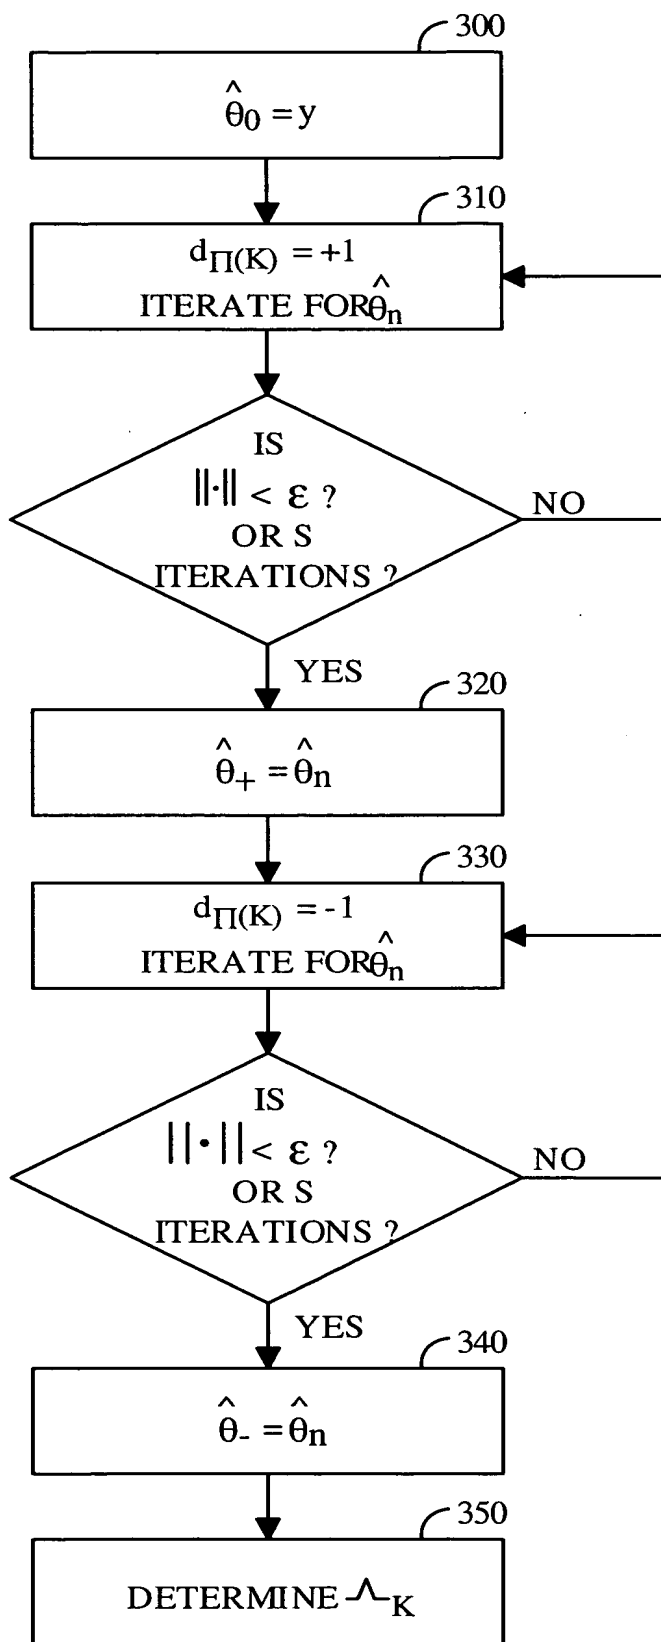 300
θ̂0 = y
310
dΠ(K) = +1
ITERATE FOR θ̂n
IS
||·|| < ε ?
OR S
ITERATIONS ?
NO
YES
320
θ̂+ = θ̂n
330
dΠ(K) = -1
ITERATE FOR θ̂n
IS
||·|| < ε ?
OR S
ITERATIONS ?
NO
YES
340
θ̂- = θ̂n
350
DETERMINE ΛK